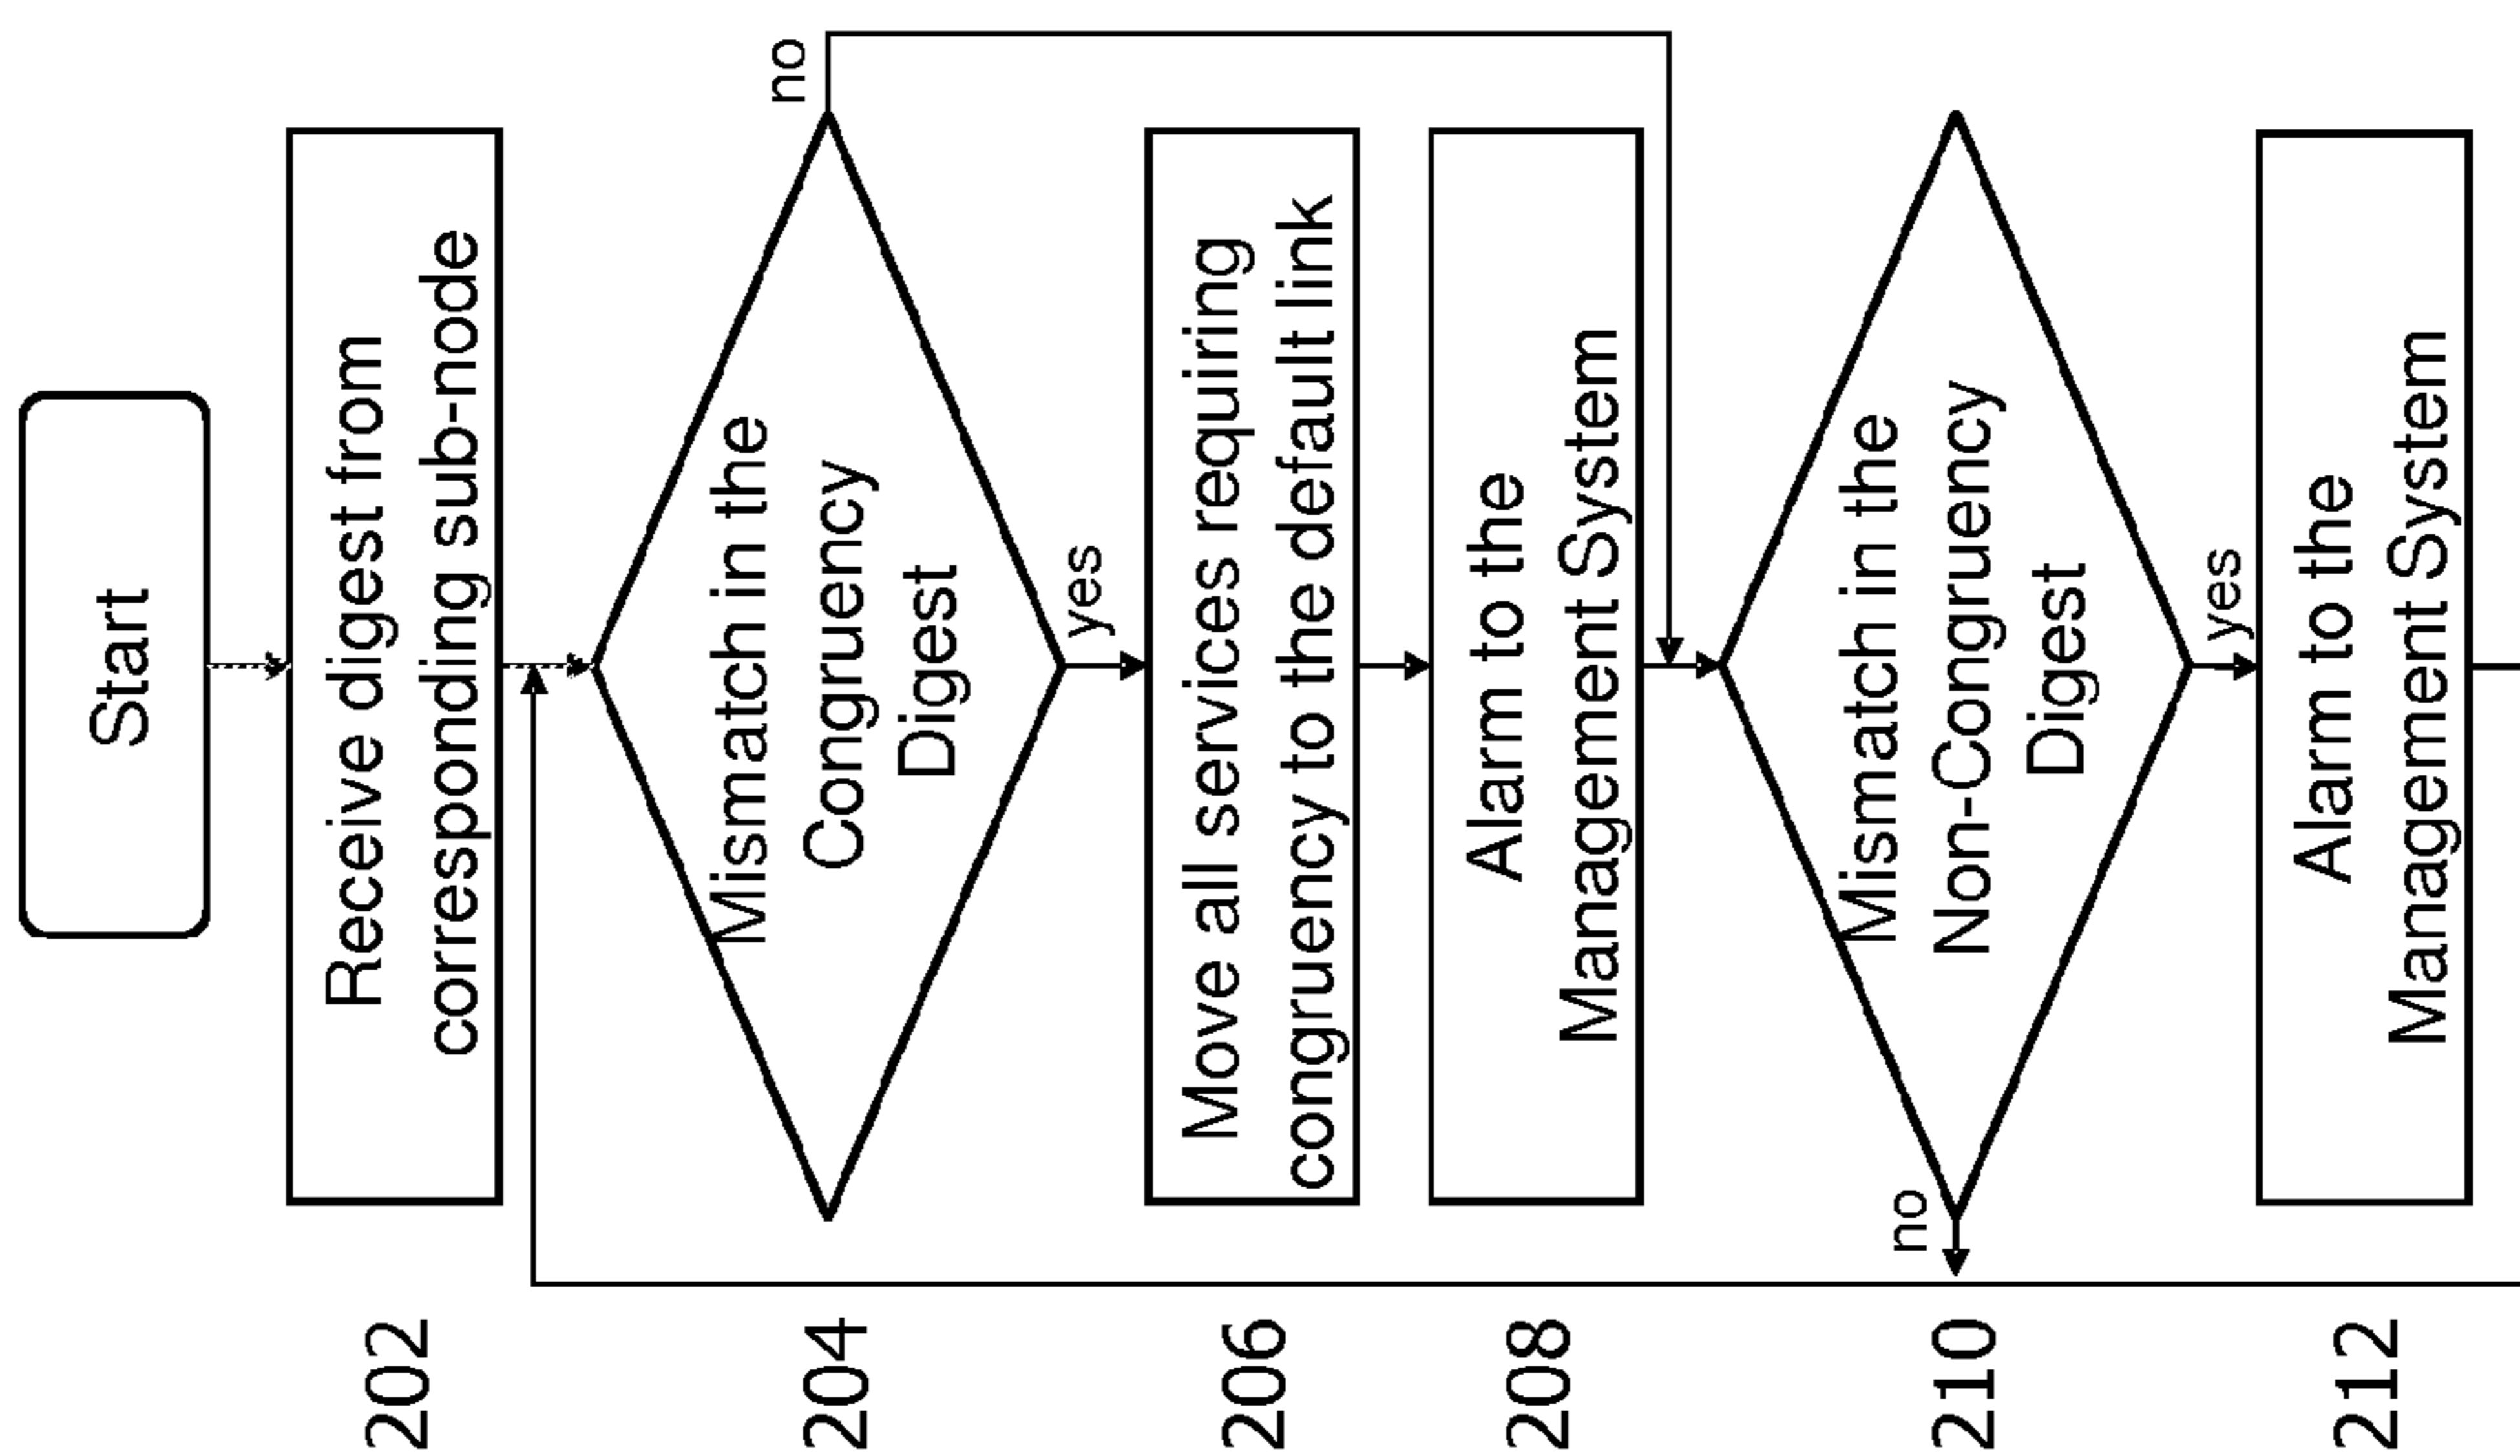 Start
202
Receive digest from
corresponding sub-node
204
Mismatch in the
Congruency
Digest
no
yes
206
Move all services requiring
congruency to the default link
208
Alarm to the
Management System
210
Mismatch in the
Non-Congruency
Digest
no
yes
212
Alarm to the
Management System